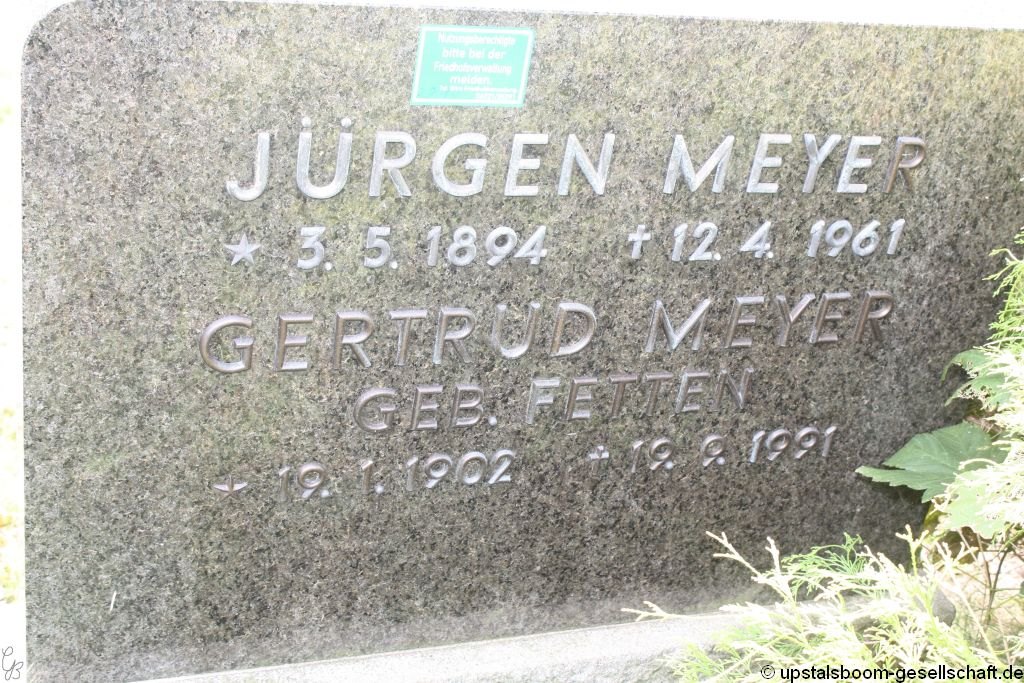 Nutzungsberechtigte
bitte bei der
Friedhofsverwaltung
melden.
JÜRGEN MEYER
★ 3. 5. 1894 ✝ 12. 4. 1961
GERTRUD MEYER
GEB. FETTEN
★ 19. 1. 1902 ✝ 19. 9. 1991
GB
© upstalsboom-gesellschaft.de